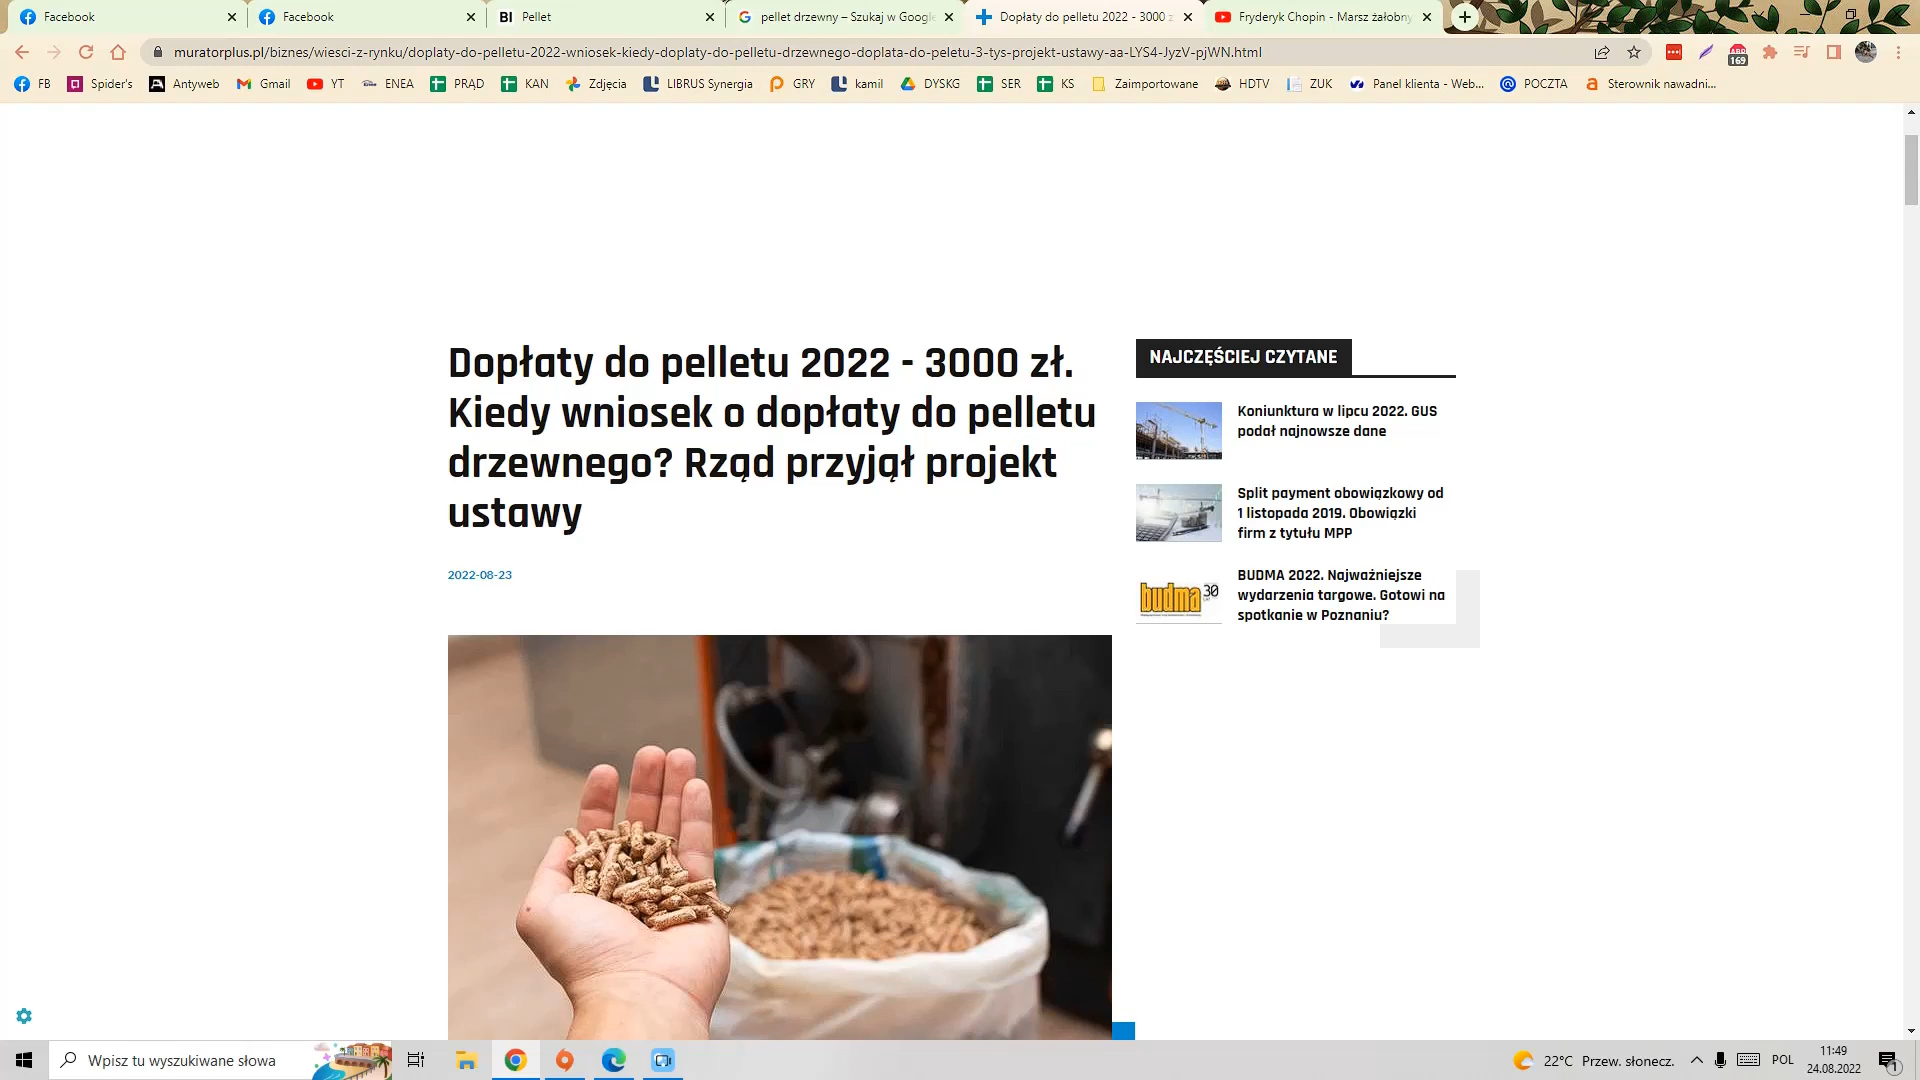 Facebook
Facebook
BI Pellet
pellet drzewny – Szukaj w Google
Dopłaty do pelletu 2022 - 3000 z
Fryderyk Chopin - Marsz żałobny
muratorplus.pl/biznes/wiesci-z-rynku/doplaty-do-pelletu-2022-wniosek-kiedy-doplaty-do-pelletu-drzewnego-doplata-do-peletu-3-tys-projekt-ustawy-aa-LYS4-JyzV-pjWN.html
169
FB
Spider's
Antyweb
Gmail
YT
ENEA
PRĄD
KAN
Zdjęcia
LIBRUS Synergia
GRY
kamil
DYSKG
SER
KS
Zaimportowane
HDTV
ZUK
Panel klienta - Web...
POCZTA
Sterownik nawadni...
Dopłaty do pelletu 2022 - 3000 zł.
Kiedy wniosek o dopłaty do pelletu
drzewnego? Rząd przyjął projekt
ustawy
2022-08-23
NAJCZĘŚCIEJ CZYTANE
Koniunktura w lipcu 2022. GUS
podał najnowsze dane
Split payment obowiązkowy od
1 listopada 2019. Obowiązki
firm z tytułu MPP
budma 30
BUDMA 2022. Najważniejsze
wydarzenia targowe. Gotowi na
spotkanie w Poznaniu?
Wpisz tu wyszukiwane słowa
22°C Przew. słonecz.
POL
11:49
24.08.2022
1